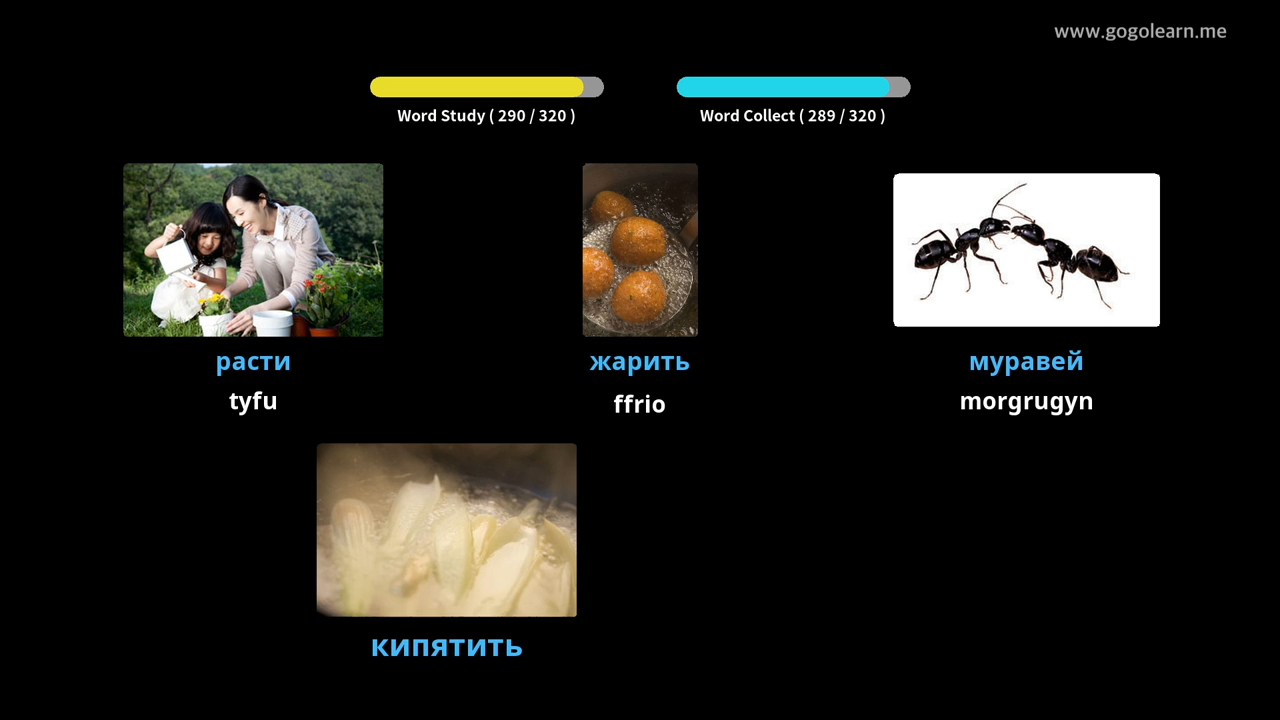 www.gogolearn.me
Word Study ( 290 / 320 )
Word Collect ( 289 / 320 )
расти
жарить
муравей
tyfu
ffrio
morgrugyn
кипятить